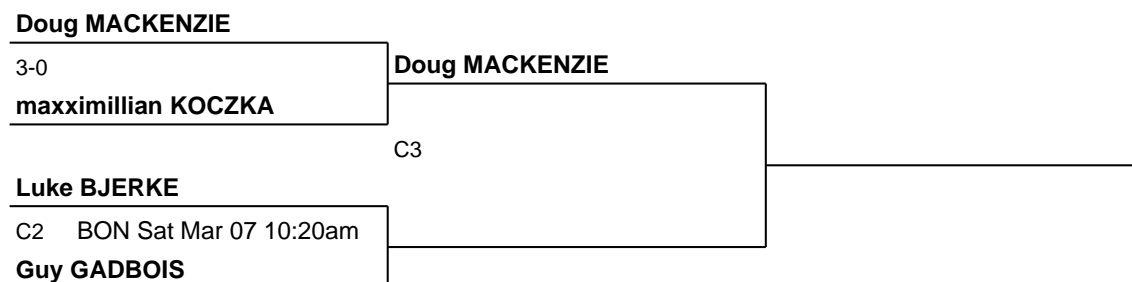 Doug MACKENZIE
3-0
Doug MACKENZIE
maxximillian KOCZKA
C3
Luke BJERKE
C2 BON Sat Mar 07 10:20am
Guy GADBOIS